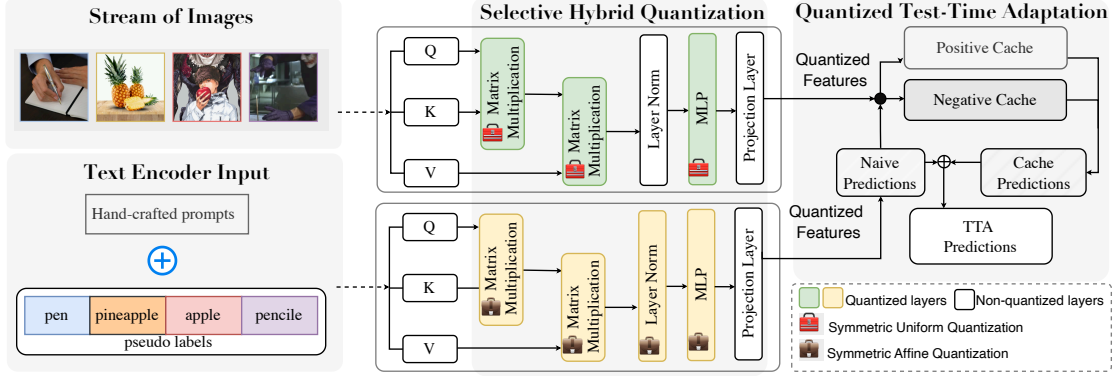 Stream of Images
Text Encoder Input
Hand-crafted prompts
pen
pineapple
apple
pencile
pseudo labels
Selective Hybrid Quantization
Q
K
V
Matrix
Multiplication
Matrix
Multiplication
Layer Norm
MLP
Projection Layer
Q
K
V
Matrix
Multiplication
Matrix
Multiplication
Layer Norm
MLP
Projection Layer
Quantized Test-Time Adaptation
Quantized
Features
Positive Cache
Negative Cache
Naive
Predictions
Cache
Predictions
Quantized
Features
TTA
Predictions
Quantized layers
Non-quantized layers
Symmetric Uniform Quantization
Symmetric Affine Quantization